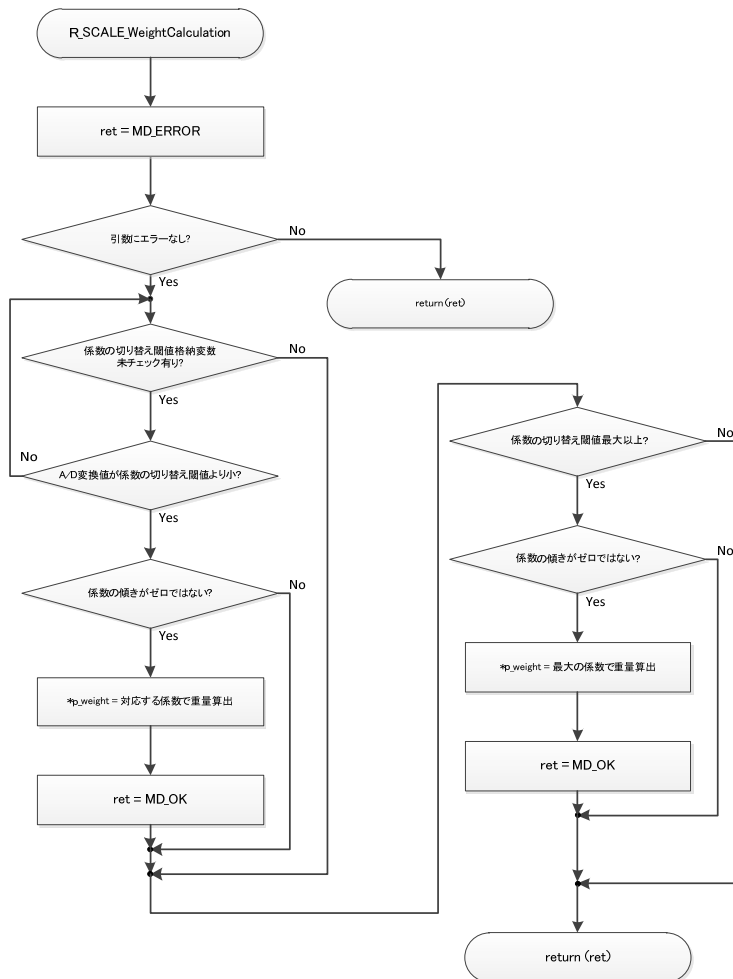 R_SCALE_WeightCalculation
ret = MD_ERROR
引数にエラーなし?
No
Yes
return (ret)
係数の切り替え閾値格納変数
未チェック有り?
No
Yes
A/D変換値が係数の切り替え閾値より小?
No
Yes
係数の傾きがゼロではない?
No
Yes
*p_weight = 対応する係数で重量算出
ret = MD_OK
係数の切り替え閾値最大以上?
No
Yes
係数の傾きがゼロではない?
No
Yes
*p_weight = 最大の係数で重量算出
ret = MD_OK
return (ret)